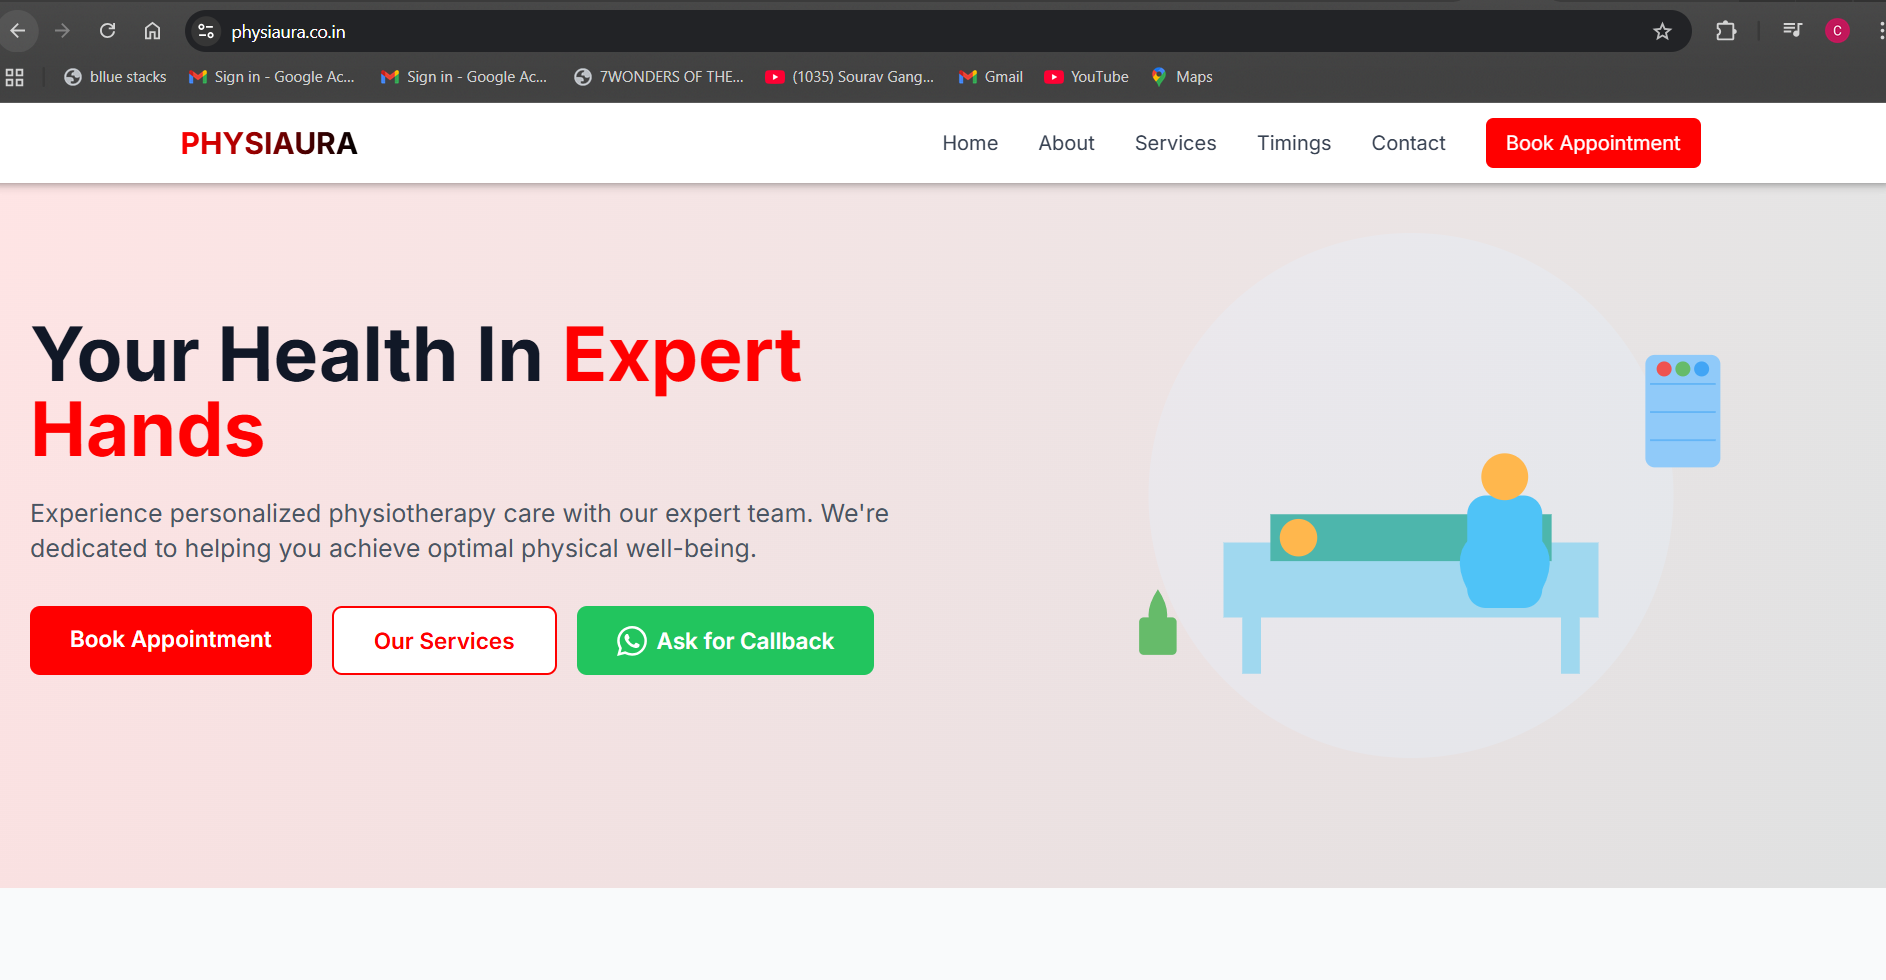 physiaura.co.in
C
bllue stacks
Sign in - Google Ac...
Sign in - Google Ac...
7WONDERS OF THE...
(1035) Sourav Gang...
Gmail
YouTube
Maps
PHYSIAURA
Home
About
Services
Timings
Contact
Book Appointment
Your Health In Expert
Hands
Experience personalized physiotherapy care with our expert team. We're
dedicated to helping you achieve optimal physical well-being.
Book Appointment
Our Services
Ask for Callback